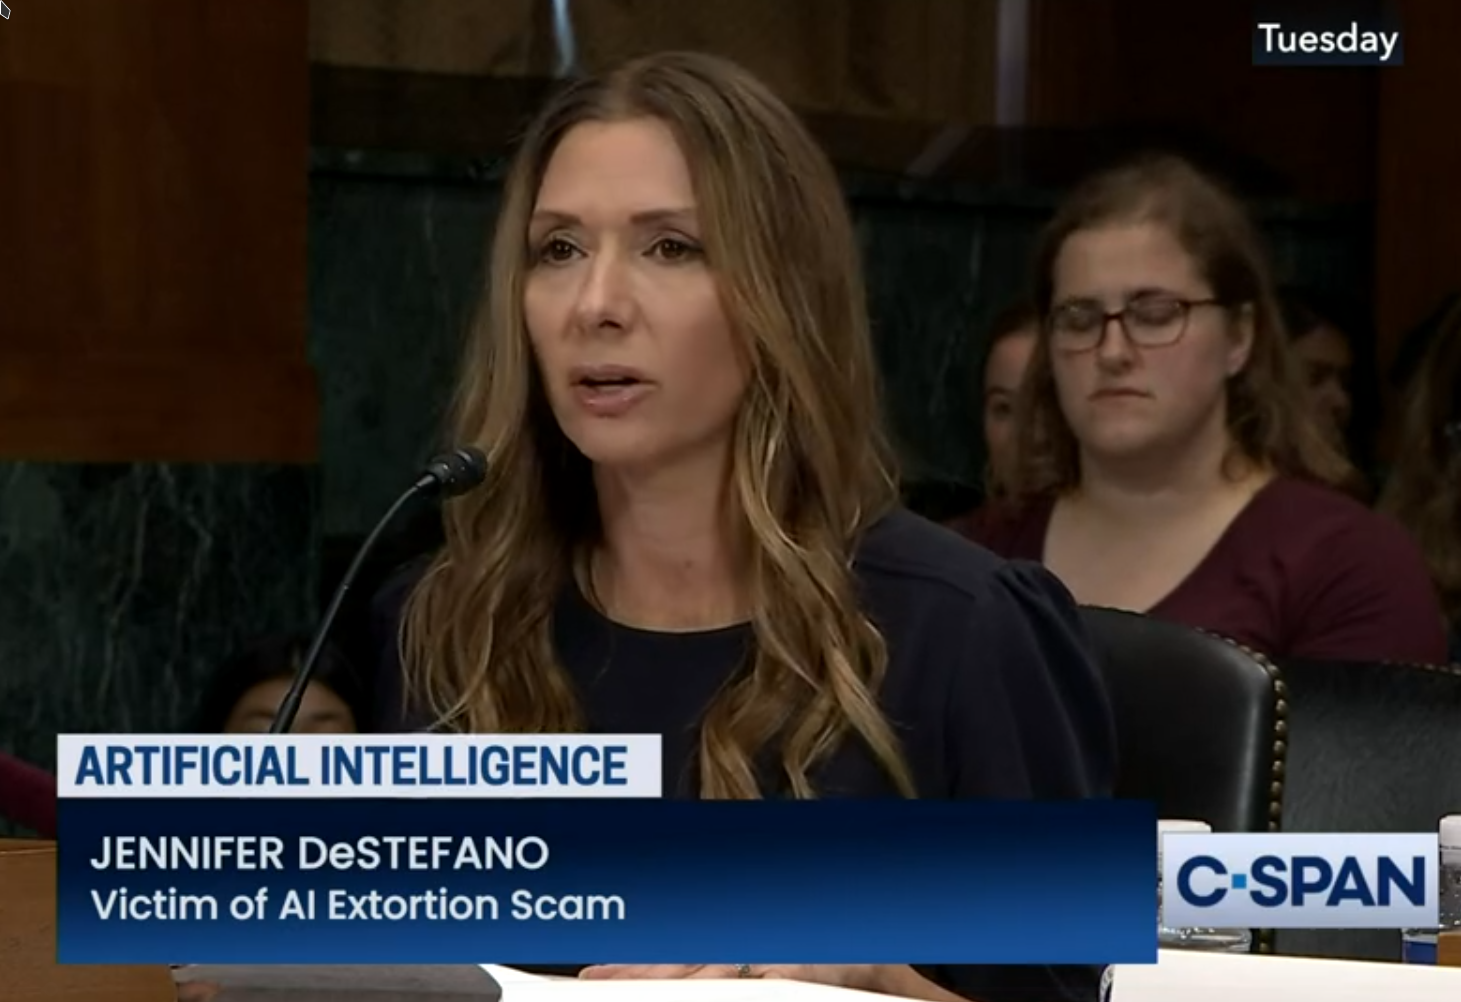 Tuesday
ARTIFICIAL INTELLIGENCE
JENNIFER DeSTEFANO
Victim of AI Extortion Scam
C-SPAN